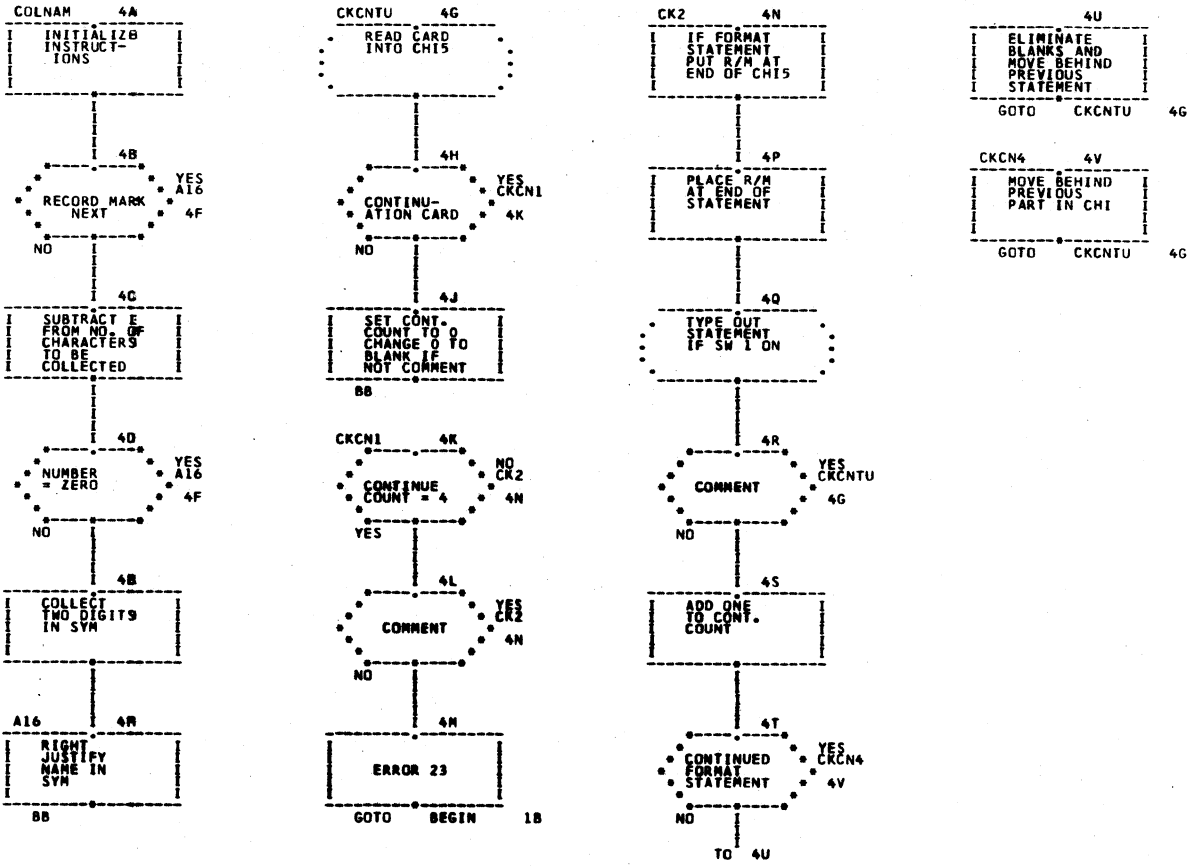 COLNAM 4A
INITIALIZE
INSTRUCT-
IONS
4B
YES
A16
RECORD MARK
NEXT
4F
NO
4C
SUBTRACT E
FROM NO. OF
CHARACTERS
TO BE
COLLECTED
4D
YES
A16
NUMBER
= ZERO
4F
NO
4E
COLLECT
TWO DIGITS
IN SYM
A16 4F
RIGHT
JUSTIFY
NAME IN
SYM
BB
CKCNTU 4G
READ CARD
INTO CHI5
4H
YES
CKCN1
CONTINU-
ATION CARD
4K
NO
4J
SET CONT.
COUNT TO 0
CHANGE 0 TO
BLANK IF
NOT COMMENT
BB
CKCN1 4K
NO
CK2
CONTINUE
COUNT = 4
4N
YES
4L
YES
CK2
COMMENT
4N
NO
4M
ERROR 23
GOTO BEGIN 1B
CK2 4N
IF FORMAT
STATEMENT
PUT R/M AT
END OF CHI5
4P
PLACE R/M
AT END OF
STATEMENT
4Q
TYPE OUT
STATEMENT
IF SW 1 ON
4R
YES
CKCNTU
COMMENT
4G
NO
4S
ADD ONE
TO CONT.
COUNT
4T
YES
CKCN4
CONTINUED
FORMAT
STATEMENT
4V
NO
TO 4U
4U
ELIMINATE
BLANKS AND
MOVE BEHIND
PREVIOUS
STATEMENT
GOTO CKCNTU 4G
CKCN4 4V
MOVE BEHIND
PREVIOUS
PART IN CHI
GOTO CKCNTU 4G